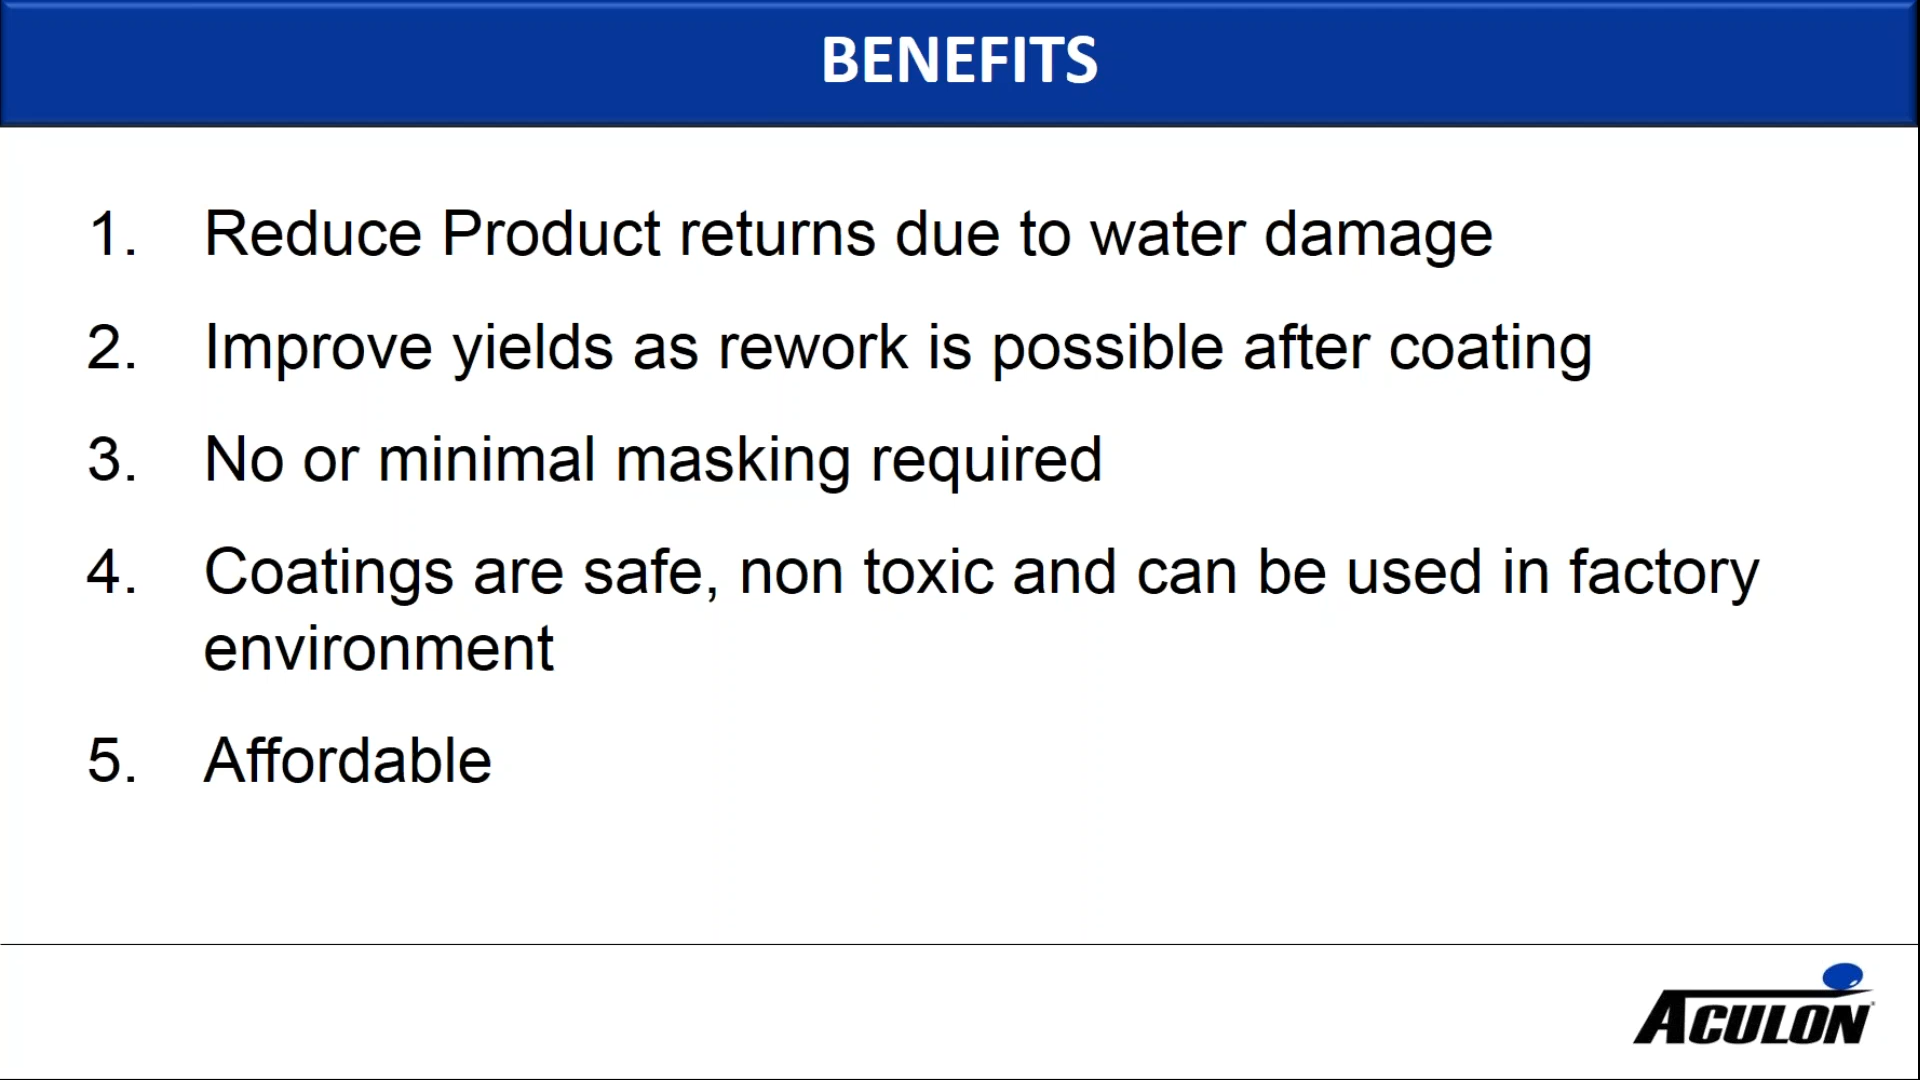 BENEFITS
1. Reduce Product returns due to water damage
2. Improve yields as rework is possible after coating
3. No or minimal masking required
4. Coatings are safe, non toxic and can be used in factory
environment
5. Affordable
ACULON